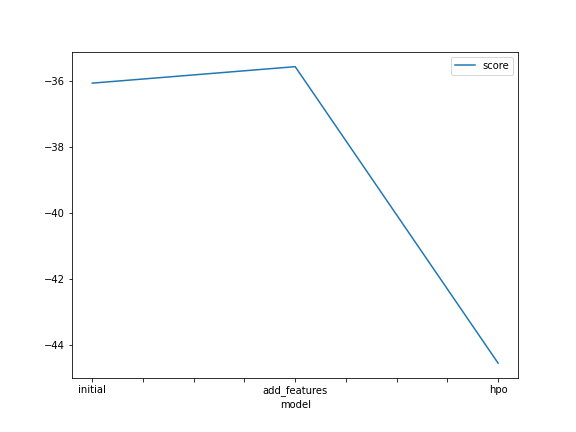 score
−36
−38
−40
−42
−44
initial
add_features
hpo
model